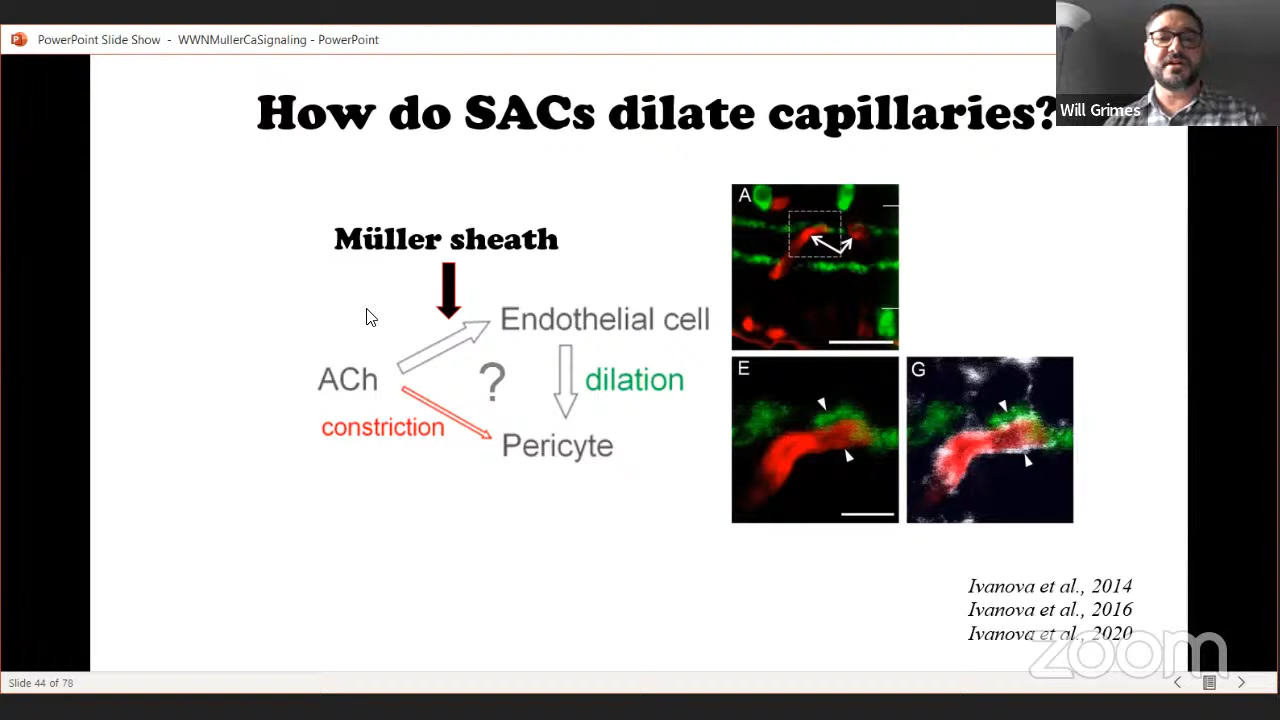 PowerPoint Slide Show - WWNMullerCaSignaling - PowerPoint
Will Grimes
How do SACs dilate capillaries?
Müller sheath
A
Endothelial cell
ACh
?
dilation
constriction
Pericyte
E
G
Ivanova et al., 2014
Ivanova et al., 2016
Ivanova et al., 2020
zoom
Slide 44 of 78